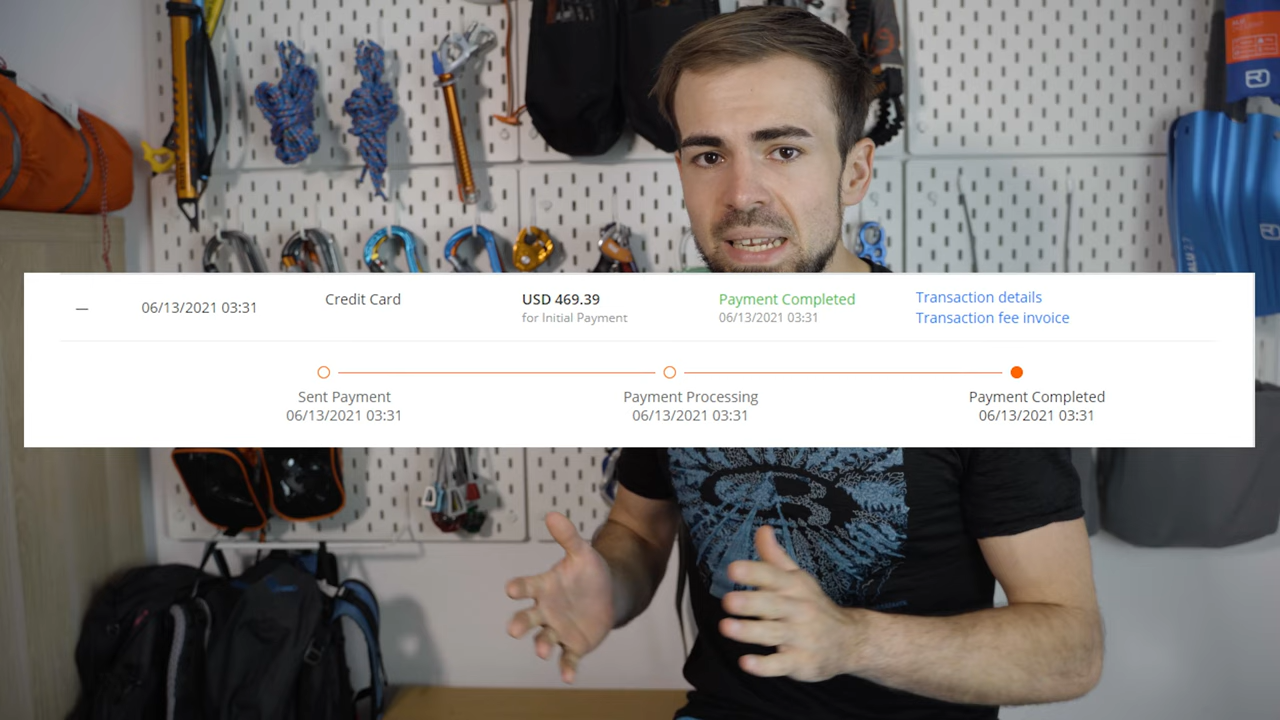 06/13/2021 03:31
Credit Card
USD 469.39
for Initial Payment
Payment Completed
06/13/2021 03:31
Transaction details
Transaction fee invoice
Sent Payment
06/13/2021 03:31
Payment Processing
06/13/2021 03:31
Payment Completed
06/13/2021 03:31